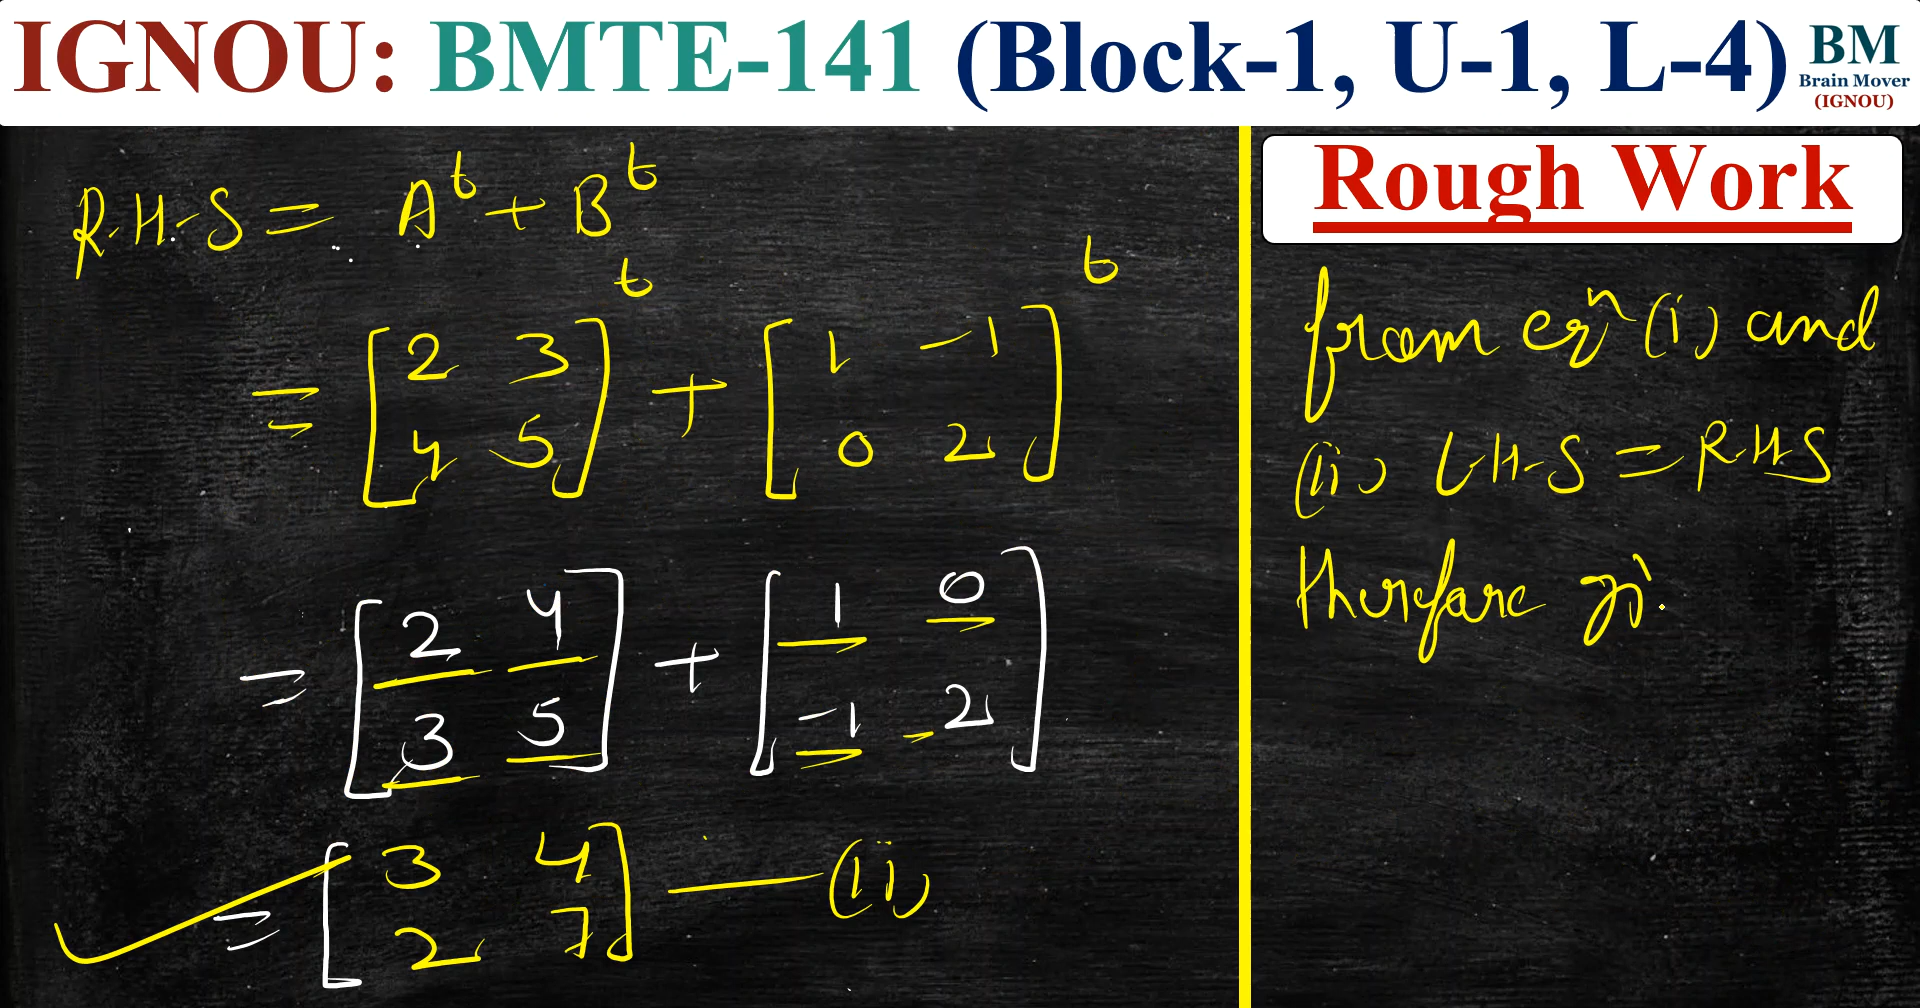 IGNOU: BMTE-141 (Block-1, U-1, L-4)
BM
Brain Mover
(IGNOU)
R.H.S = A^t + B^t
= [2 3
4 5]^t + [1 -1
0 2]^t
= [2 4
3 5] + [1 0
-1 2]
= [3 4
2 7] — (ii)
Rough Work
from eqⁿ (i) and
(ii) L.H.S = R.H.S
therefore